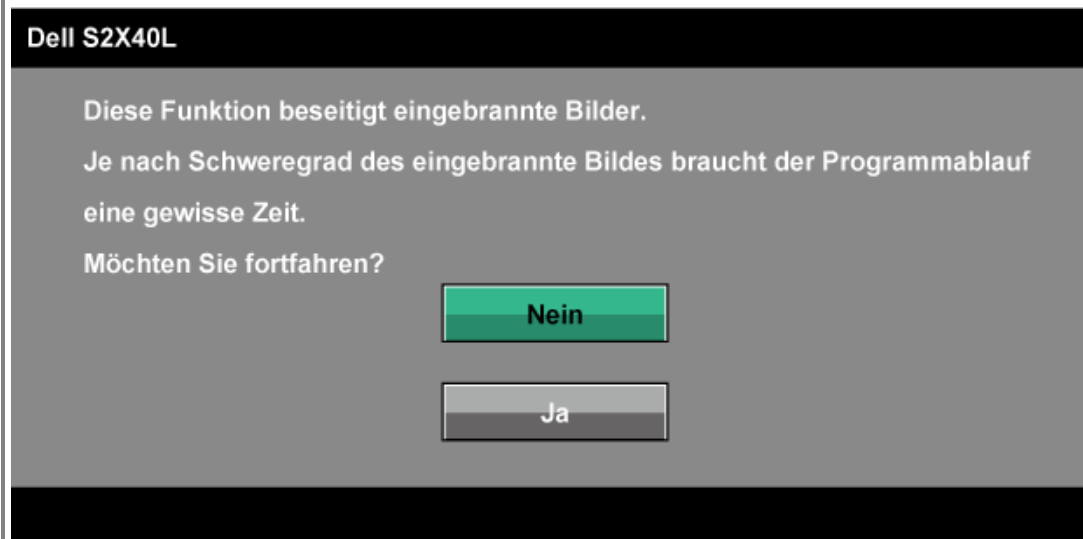 Dell S2X40L
Diese Funktion beseitigt eingebrannte Bilder.
Je nach Schweregrad des eingebrannte Bildes braucht der Programmablauf
eine gewisse Zeit.
Möchten Sie fortfahren?
Nein
Ja